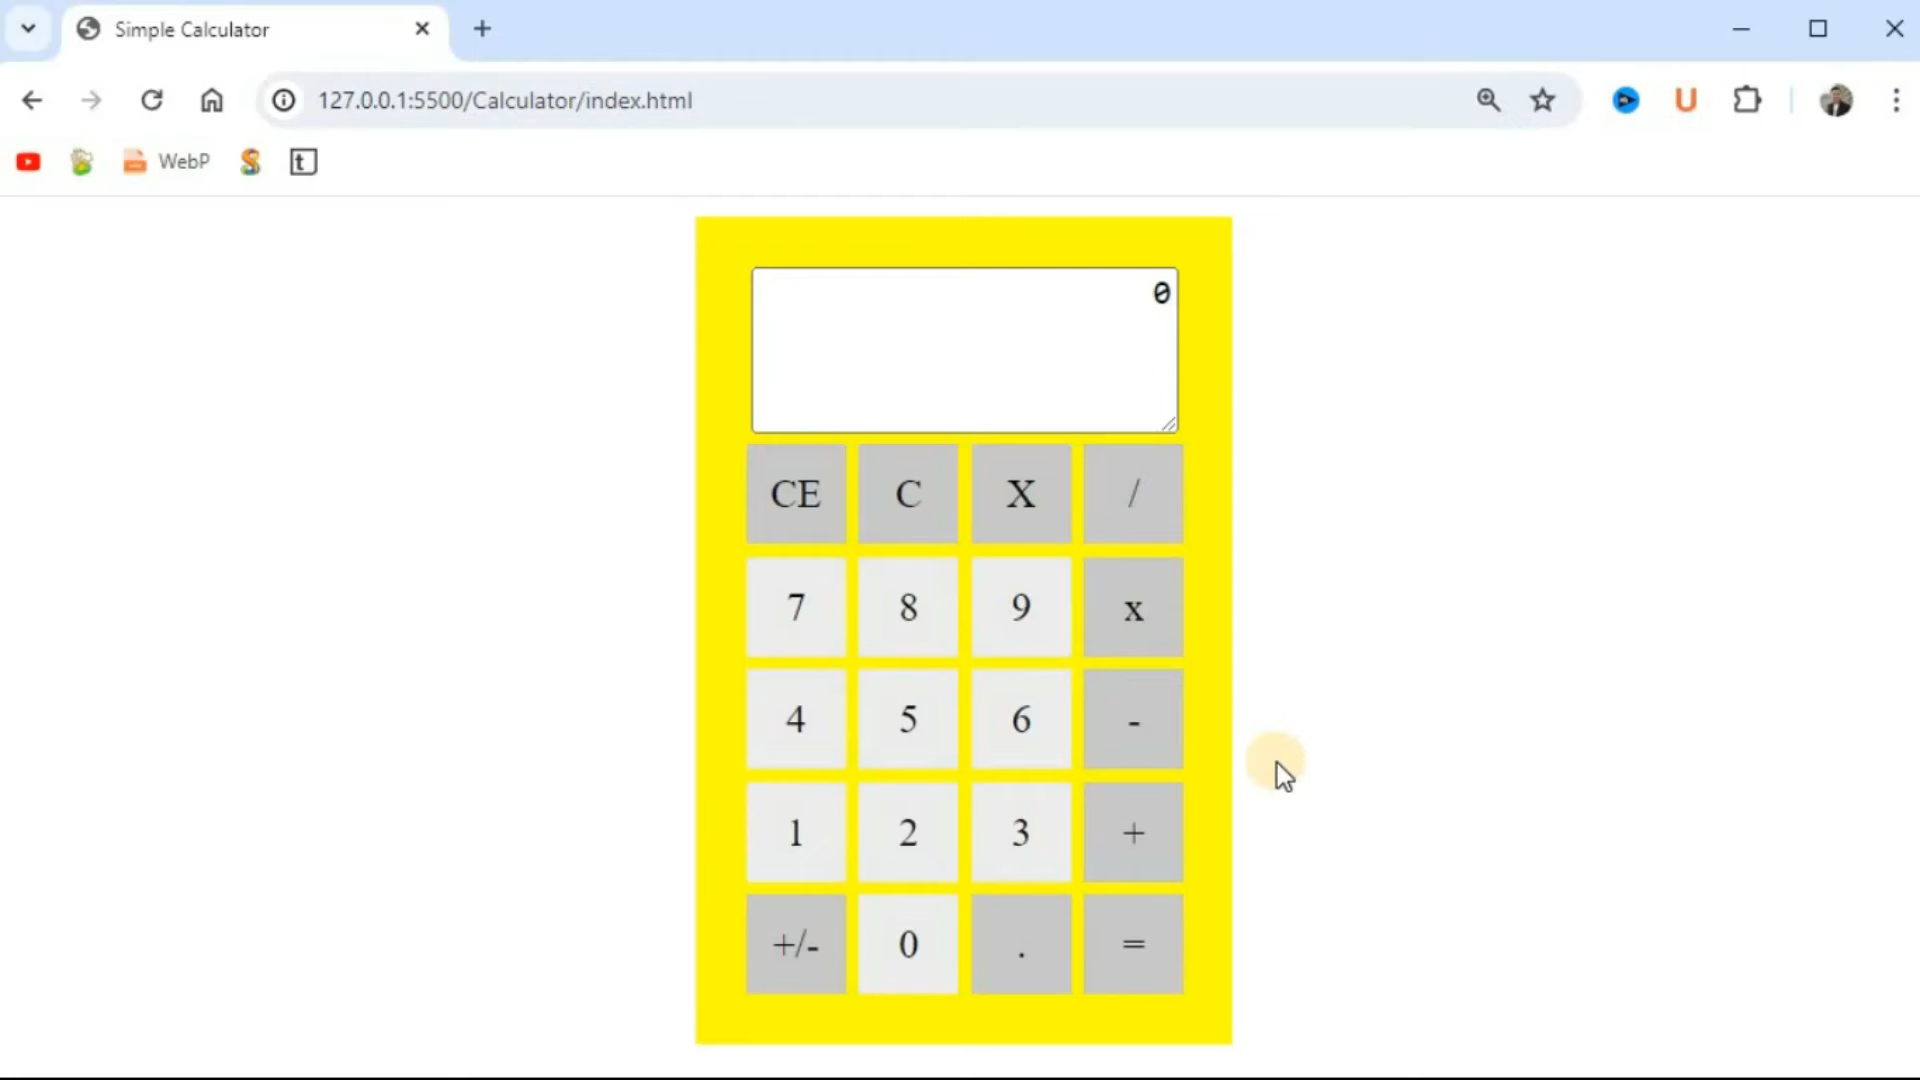 Simple Calculator
127.0.0.1:5500/Calculator/index.html
U
WebP
S
t
0
CE C X /
7 8 9 x
4 5 6 -
1 2 3 +
+/- 0 . =